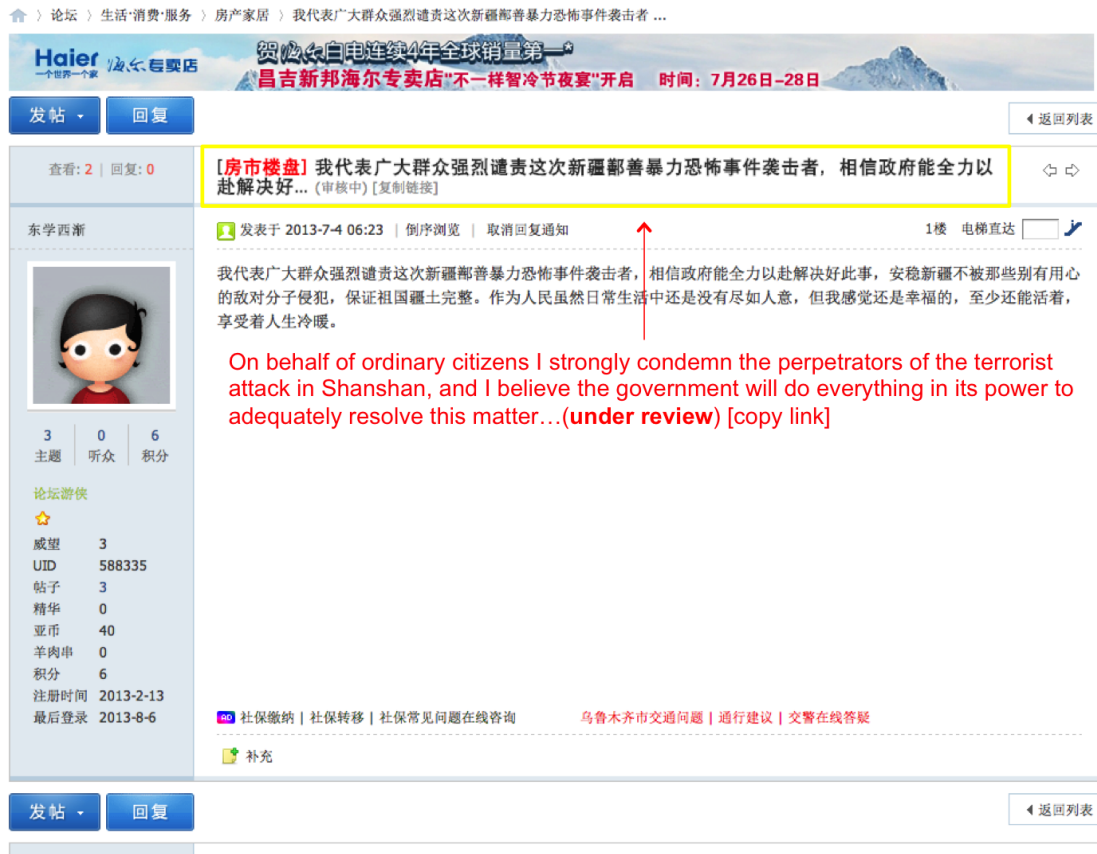 〉 论坛 〉 生活·消费·服务 〉 房产家居 〉 我代表广大群众强烈谴责这次新疆鄯善暴力恐怖事件袭击者 ...
Haier 海尔专卖店
一个世界一个家
贺海尔白电连续4年全球销量第一*
昌吉新邦海尔专卖店"不一样智冷节夜宴"开启 时间：7月26日-28日
发帖 回复 返回列表
查看: 2 | 回复: 0
[房市楼盘] 我代表广大群众强烈谴责这次新疆鄯善暴力恐怖事件袭击者，相信政府能全力以
赴解决好... (审核中) [复制链接]
东学西渐
发表于 2013-7-4 06:23 | 倒序浏览 | 取消回复通知 1楼 电梯直达
我代表广大群众强烈谴责这次新疆鄯善暴力恐怖事件袭击者，相信政府能全力以赴解决好此事，安稳新疆不被那些别有用心
的敌对分子侵犯，保证祖国疆土完整。作为人民虽然日常生活中还是没有尽如人意，但我感觉还是幸福的，至少还能活着，
享受着人生冷暖。
On behalf of ordinary citizens I strongly condemn the perpetrators of the terrorist
attack in Shanshan, and I believe the government will do everything in its power to
adequately resolve this matter…(under review) [copy link]
3 0 6
主题 听众 积分
论坛游侠
威望 3
UID 588335
帖子 3
精华 0
亚币 40
羊肉串 0
积分 6
注册时间 2013-2-13
最后登录 2013-8-6
AD 社保缴纳 | 社保转移 | 社保常见问题在线咨询 乌鲁木齐市交通问题 | 通行建议 | 交警在线答疑
补充
发帖 回复 返回列表